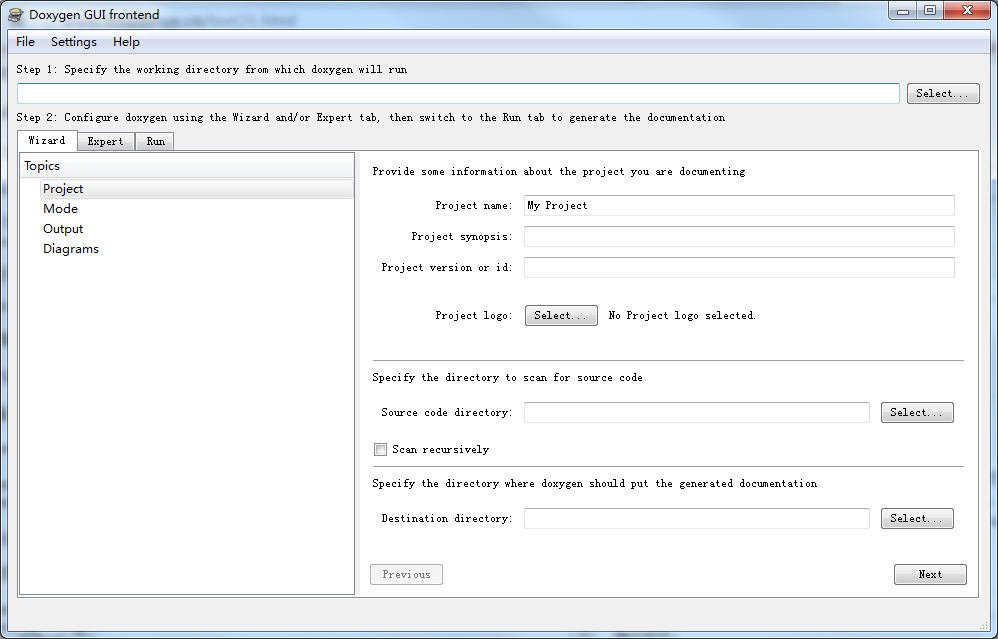 Doxygen GUI frontend
File Settings Help
Step 1: Specify the working directory from which doxygen will run
Select...
Step 2: Configure doxygen using the Wizard and/or Expert tab, then switch to the Run tab to generate the documentation
Wizard Expert Run
Topics
Project
Mode
Output
Diagrams
Provide some information about the project you are documenting
Project name: My Project
Project synopsis:
Project version or id:
Project logo: Select... No Project logo selected.
Specify the directory to scan for source code
Source code directory: Select...
Scan recursively
Specify the directory where doxygen should put the generated documentation
Destination directory: Select...
Previous Next